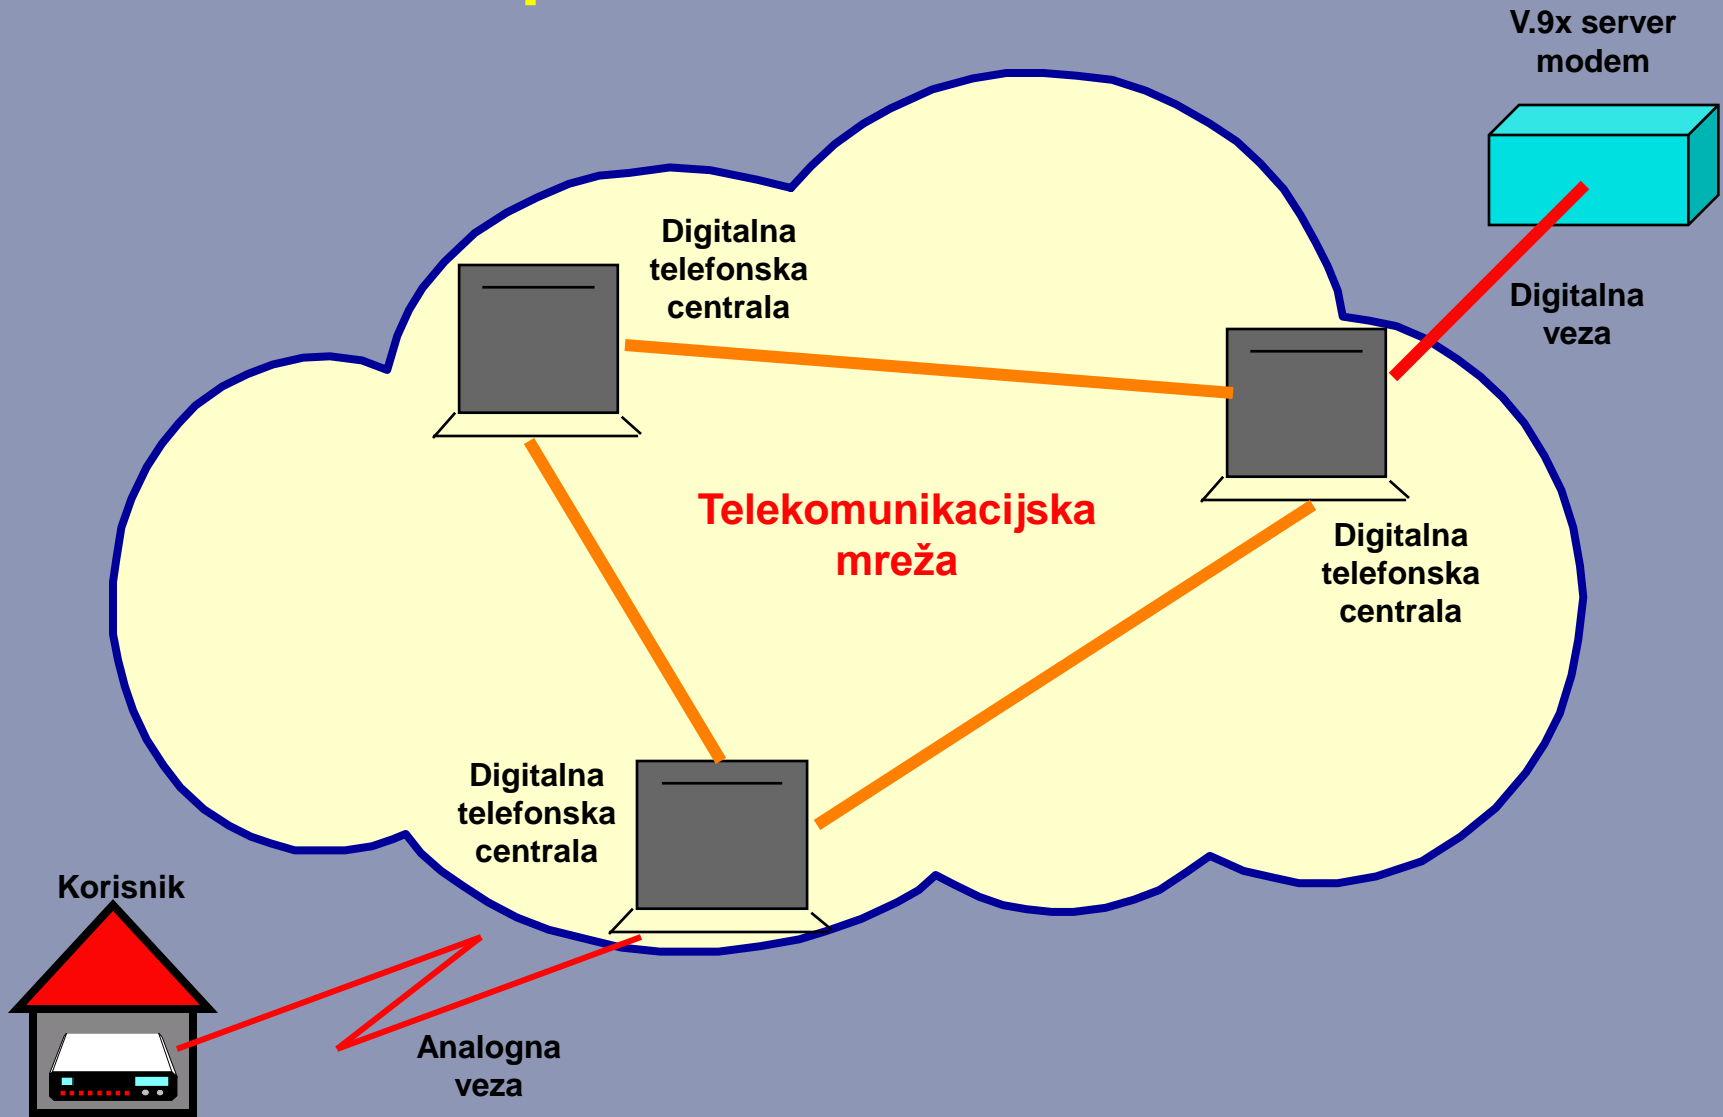 V.9x server
modem
Digitalna
telefonska
centrala
Digitalna
veza
Telekomunikacijska
mreža
Digitalna
telefonska
centrala
Digitalna
telefonska
centrala
Korisnik
Analogna
veza